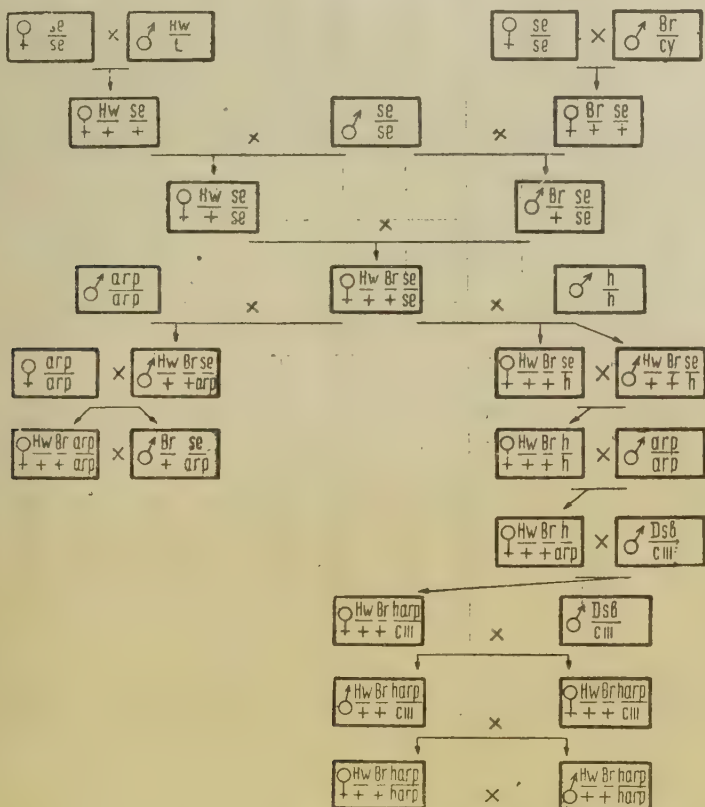 ♀ se/se × ♂ Hw/t ♀ se/se × ♂ Br/cy
♀ Hw/+ se/+ × ♂ se/se × ♀ Br/+ se/+
♀ Hw/+ se/se × ♂ Br/+ se/se
♂ arp/arp × ♀ Hw/+ Br/+ se/se × ♂ h/h
♀ arp/arp × ♂ Hw/+ Br/+ se/arp ♀ Hw/+ Br/+ se/h × ♂ Hw/+ Br/+ se/h
♀ Hw/+ Br/+ arp/arp × ♂ Br/+ se/arp ♀ Hw/+ Br/+ h/h × ♂ arp/arp
♀ Hw/+ Br/+ h/arp × ♂ Dsб/ciii
♀ Hw/+ Br/+ harp/ciii × ♂ Dsб/ciii
♂ Hw/+ Br/+ harp/ciii × ♀ Hw/+ Br/+ harp/ciii
♀ Hw/+ Br/+ harp/harp × ♂ Hw/+ Br/+ harp/harp